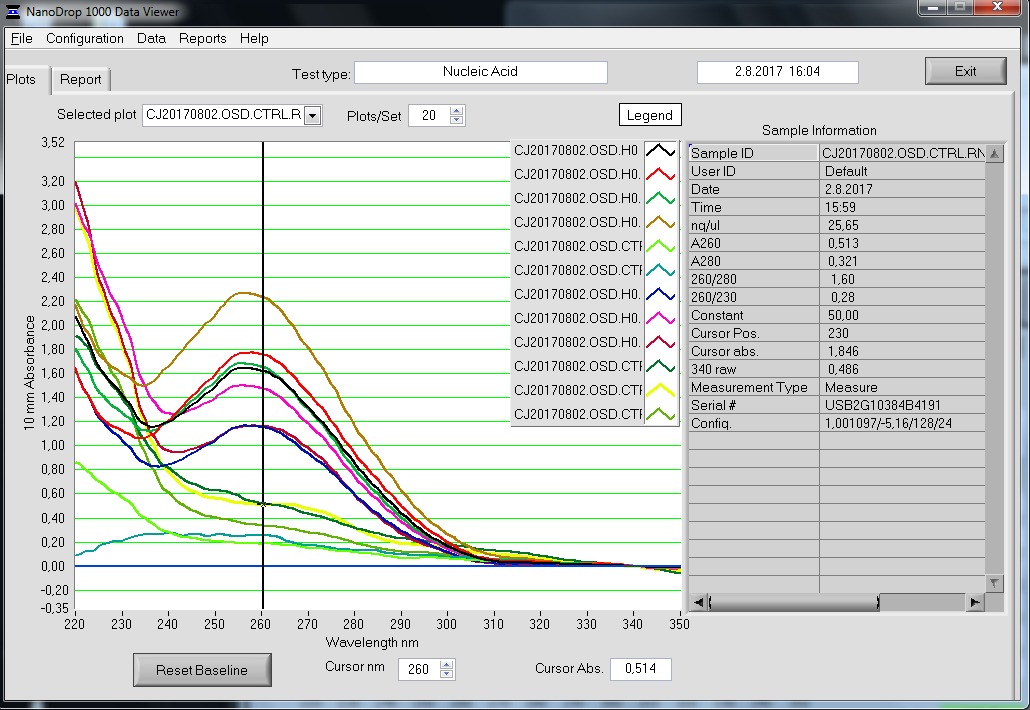 NanoDrop 1000 Data Viewer
File Configuration Data Reports Help
Plots Report
Test type: Nucleic Acid 2.8.2017 16:04 Exit
Selected plot CJ20170802.OSD.CTRL.R Plots/Set 20 Legend
3,52
3,20
3,00
2,80
2,60
2,40
2,20
2,00
1,80
1,60
1,40
1,20
1,00
0,80
0,60
0,40
0,20
0,00
-0,20
-0,35
10 mm Absorbance
220 230 240 250 260 270 280 290 300 310 320 330 340 350
Wavelength nm
CJ20170802.OSD.H0
CJ20170802.OSD.H0.
CJ20170802.OSD.H0.
CJ20170802.OSD.H0.
CJ20170802.OSD.CTF
CJ20170802.OSD.CTF
CJ20170802.OSD.H0.
CJ20170802.OSD.H0.
CJ20170802.OSD.H0.
CJ20170802.OSD.CTF
CJ20170802.OSD.CTF
CJ20170802.OSD.CTF
Sample Information
Sample ID CJ20170802.OSD.CTRL.RN
User ID Default
Date 2.8.2017
Time 15:59
ng/ul 25,65
A260 0,513
A280 0,321
260/280 1,60
260/230 0,28
Constant 50,00
Cursor Pos. 230
Cursor abs. 1,846
340 raw 0,486
Measurement Type Measure
Serial # USB2G10384B4191
Config. 1,001097/-5,16/128/24
Reset Baseline Cursor nm 260 Cursor Abs. 0,514